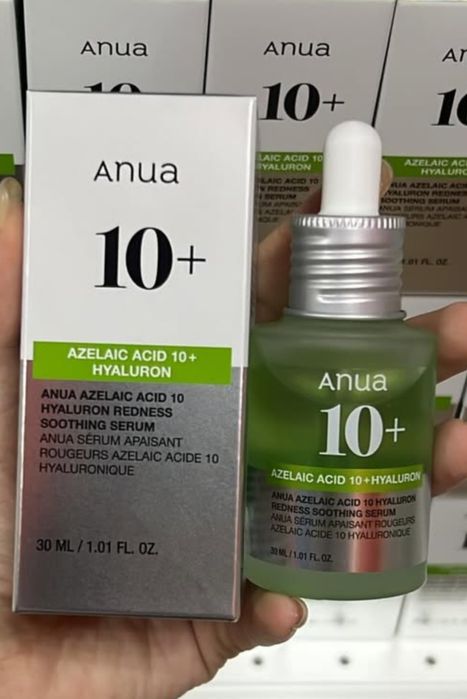 Anua
10+
Anua
10+
AZELAIC ACID 10+
HYALURON
ANUA AZELAIC ACID 10
HYALURON REDNESS
SOOTHING SERUM
ANUA SÉRUM APAISANT
ROUGEURS AZELAIC ACIDE 10
HYALURONIQUE
30 ML / 1.01 FL. OZ.
Anua
10+
AZELAIC ACID 10+HYALURON
ANUA AZELAIC ACID 10 HYALURON
REDNESS SOOTHING SERUM
ANUA SÉRUM APAISANT ROUGEURS
AZELAIC ACIDE 10 HYALURONIQUE
30 ML / 1.01 FL. OZ.